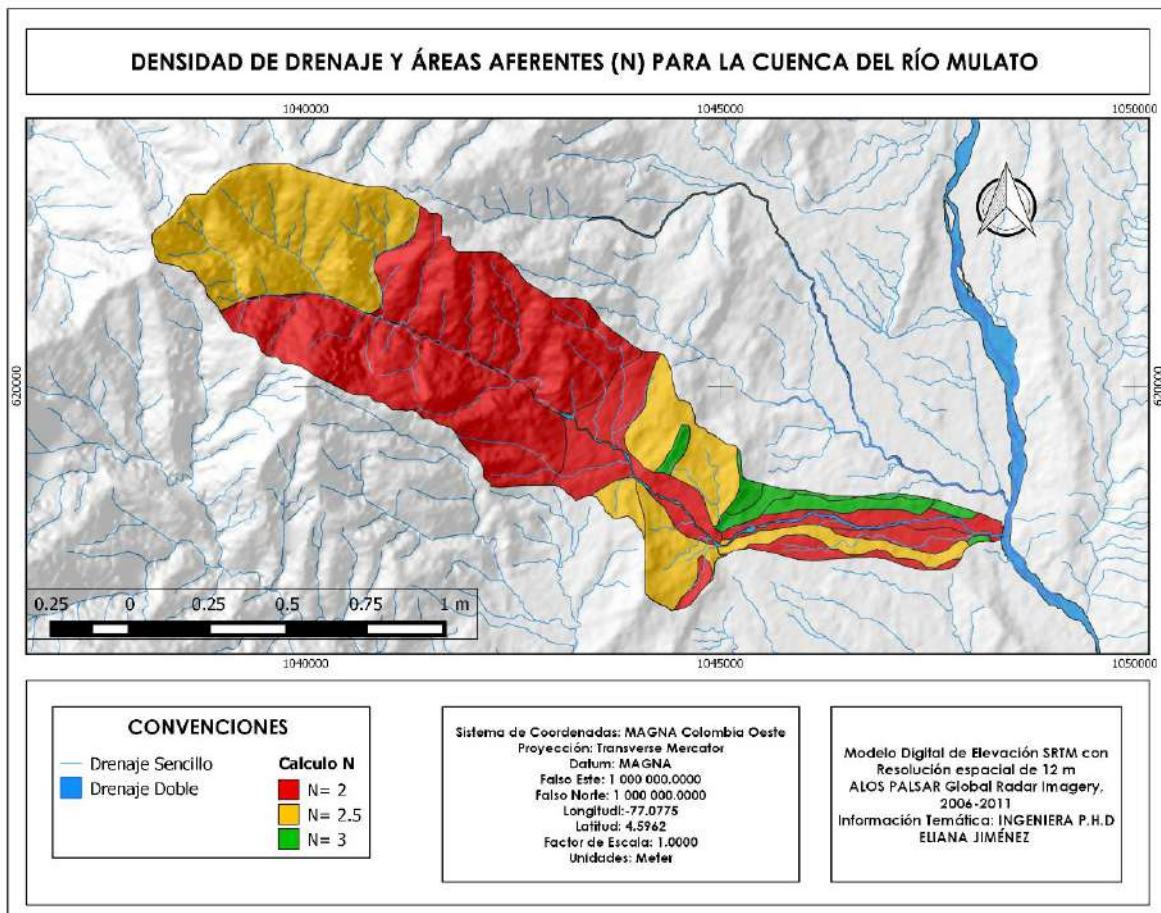 DENSIDAD DE DRENAJE Y ÁREAS AFERENTES (N) PARA LA CUENCA DEL RÍO MULATO
1040000
1045000
1050000
620000
620000
0.25 0 0.25 0.5 0.75 1 m
1040000
1045000
1050000
CONVENCIONES
Drenaje Sencillo
Drenaje Doble
Calculo N
N= 2
N= 2.5
N= 3
Sistema de Coordenadas: MAGNA Colombia Oeste
Proyección: Transverse Mercator
Datum: MAGNA
Falso Este: 1 000 000.0000
Falso Norte: 1 000 000.0000
Longitud:-77.0775
Latitud: 4.5962
Factor de Escala: 1.0000
Unidades: Meter
Modelo Digital de Elevación SRTM con
Resolución espacial de 12 m
ALOS PALSAR Global Radar Imagery,
2006-2011
Información Temática: INGENIERA P.H.D
ELIANA JIMÉNEZ